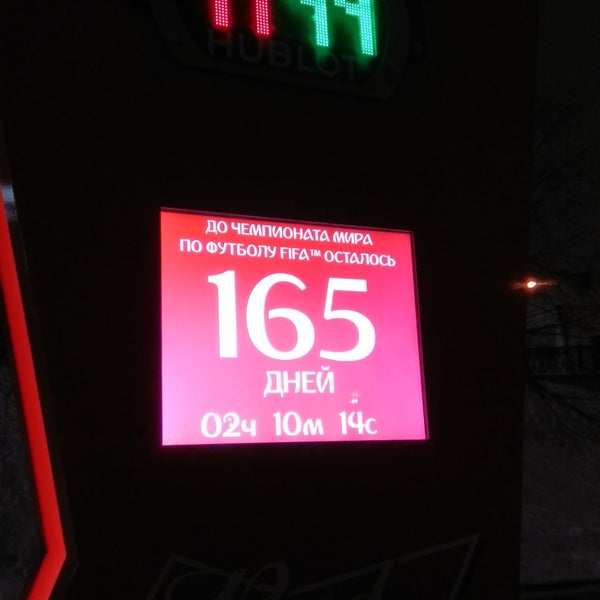 HUBLOT
ДО ЧЕМПИОНАТА МИРА
ПО ФУТБОЛУ FIFA™ ОСТАЛОСЬ
165
ДНЕЙ
02ч 10м 14с